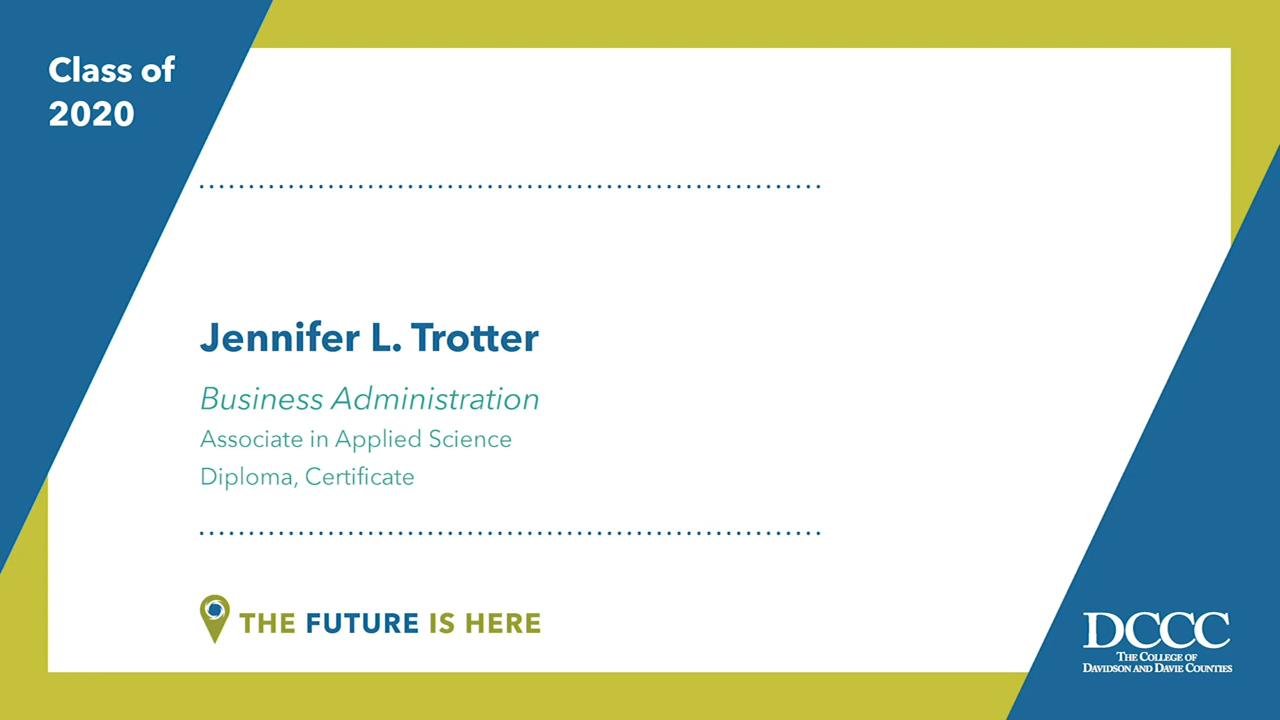 Class of
2020
Jennifer L. Trotter
Business Administration
Associate in Applied Science
Diploma, Certificate
THE FUTURE IS HERE
DCCC
THE COLLEGE OF
DAVIDSON AND DAVIE COUNTIES